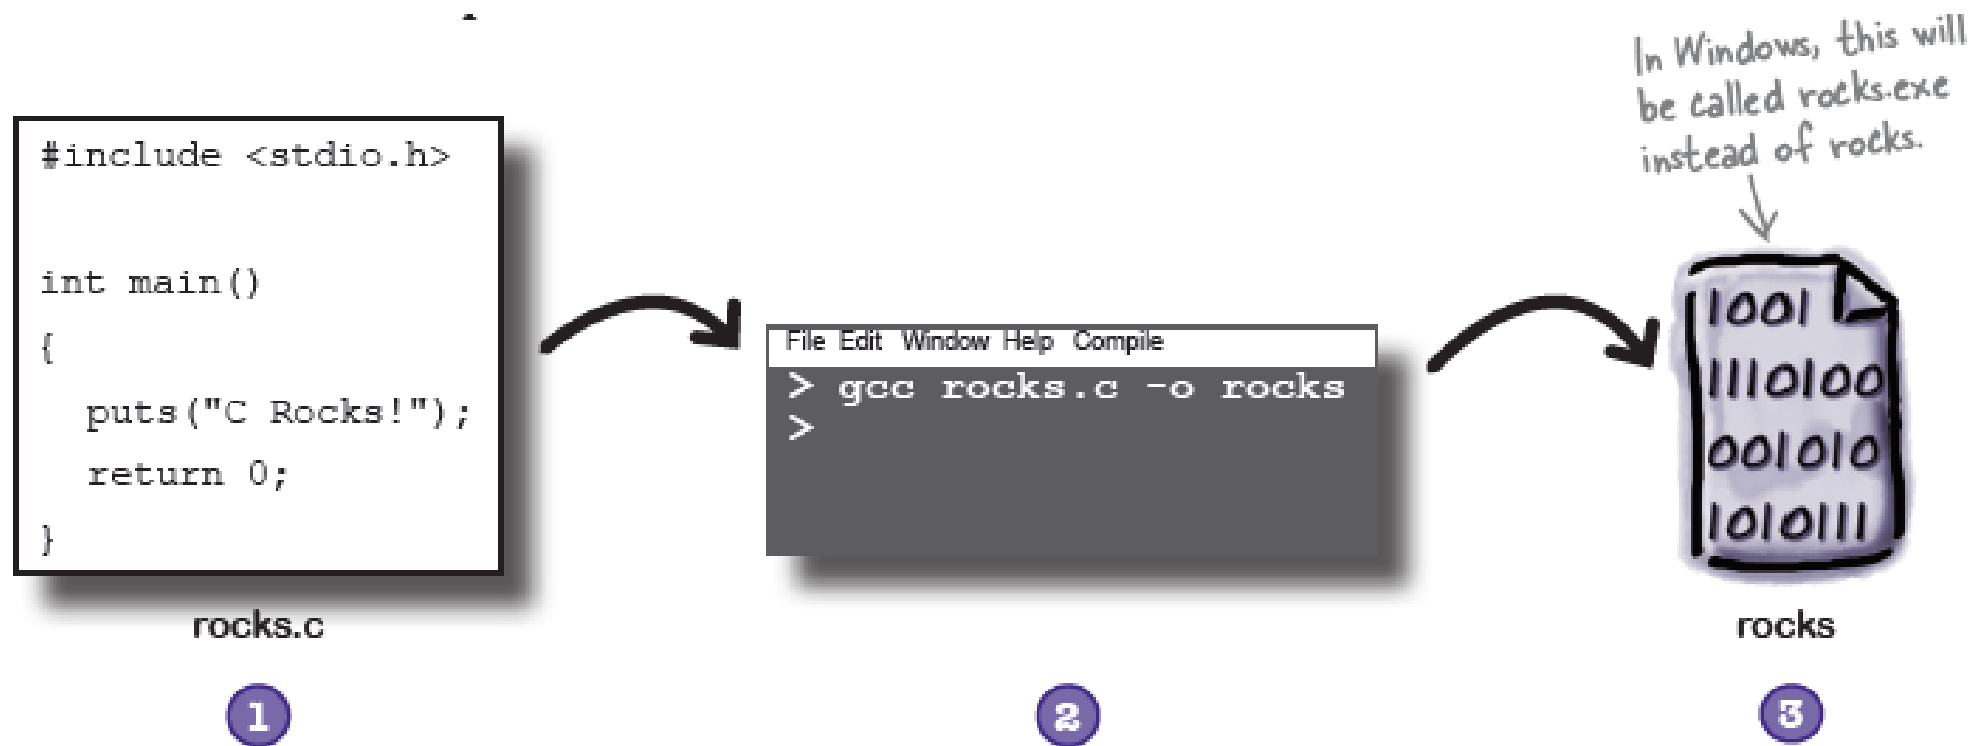 In Windows, this will
be called rocks.exe
instead of rocks.
#include <stdio.h>
int main()
{
puts("C Rocks!");
return 0;
}
rocks.c
1
File Edit Window Help Compile
> gcc rocks.c -o rocks
>
2
1001
1110100
001010
1010111
rocks
3